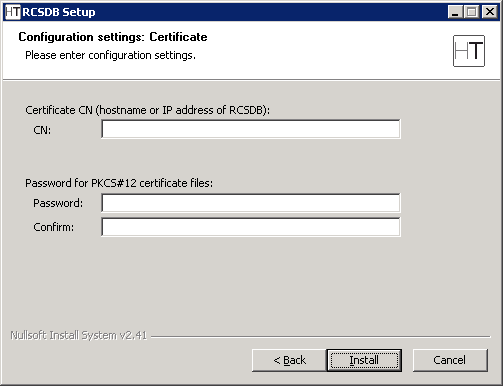 HT RCSDB Setup
Configuration settings: Certificate
Please enter configuration settings.
HT
Certificate CN (hostname or IP address of RCSDB):
CN:
Password for PKCS#12 certificate files:
Password:
Confirm:
Nullsoft Install System v2.41
< Back Install Cancel